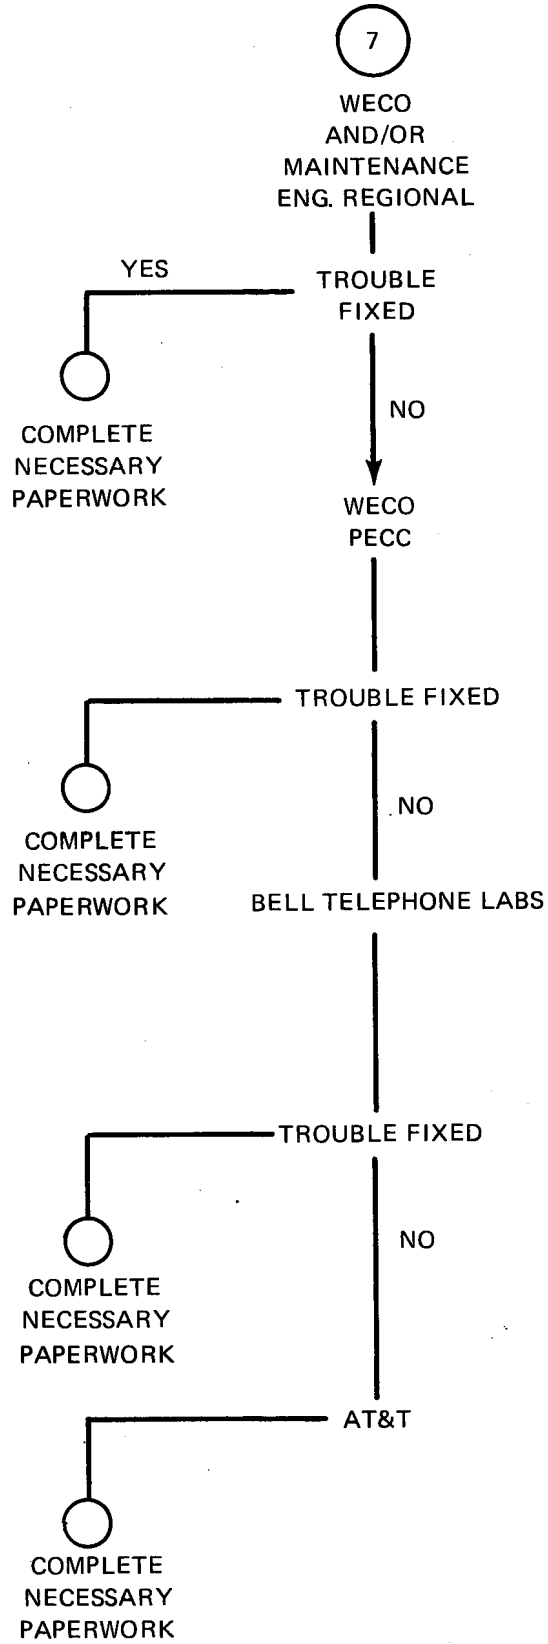 7
WECO
AND/OR
MAINTENANCE
ENG. REGIONAL
YES
TROUBLE
FIXED
NO
COMPLETE
NECESSARY
PAPERWORK
WECO
PECC
TROUBLE FIXED
NO
COMPLETE
NECESSARY
PAPERWORK
BELL TELEPHONE LABS
TROUBLE FIXED
NO
COMPLETE
NECESSARY
PAPERWORK
AT&T
COMPLETE
NECESSARY
PAPERWORK